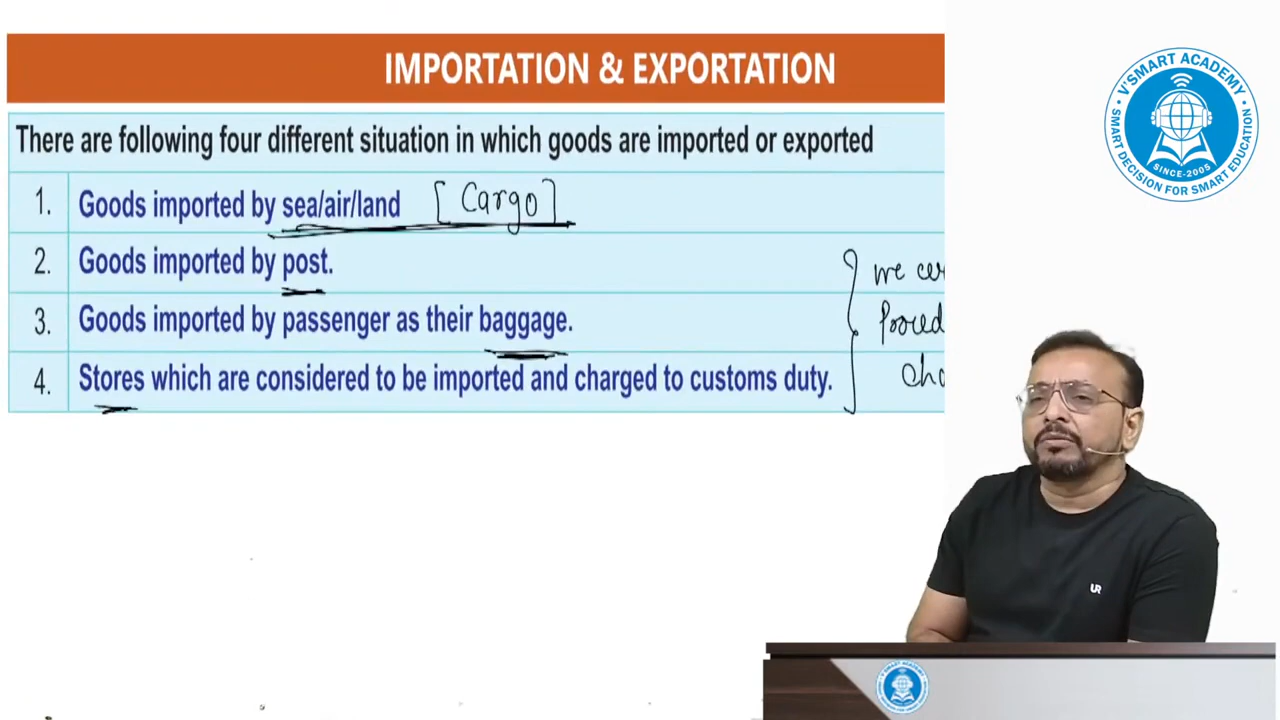 IMPORTATION & EXPORTATION
There are following four different situation in which goods are imported or exported
1. Goods imported by sea/air/land [Cargo]
2. Goods imported by post.
we
3. Goods imported by passenger as their baggage.
4. Stores which are considered to be imported and charged to customs duty.
V'SMART ACADEMY
SINCE-2005
SMART DECISION FOR SMART EDUCATION
UR
V'SMART ACADEMY